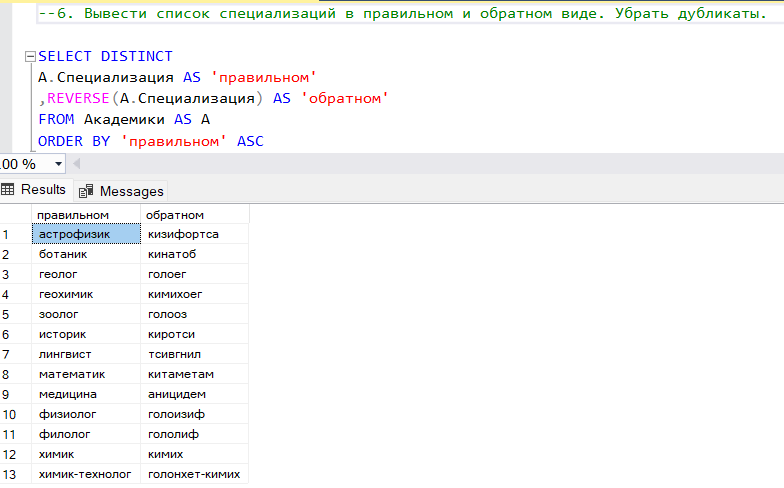 --6. Вывести список специализаций в правильном и обратном виде. Убрать дубликаты.
SELECT DISTINCT
А.Специализация AS 'правильном'
,REVERSE(А.Специализация) AS 'обратном'
FROM Академики AS А
ORDER BY 'правильном' ASC
.00 %
Results Messages
правильном обратном
1 астрофизик кизифортса
2 ботаник кинатоб
3 геолог голоег
4 геохимик кимихоег
5 зоолог голооз
6 историк киротси
7 лингвист тсивгнил
8 математик китаметам
9 медицина аницидем
10 физиолог голоизиф
11 филолог гололиф
12 химик кимих
13 химик-технолог голонхет-кимих